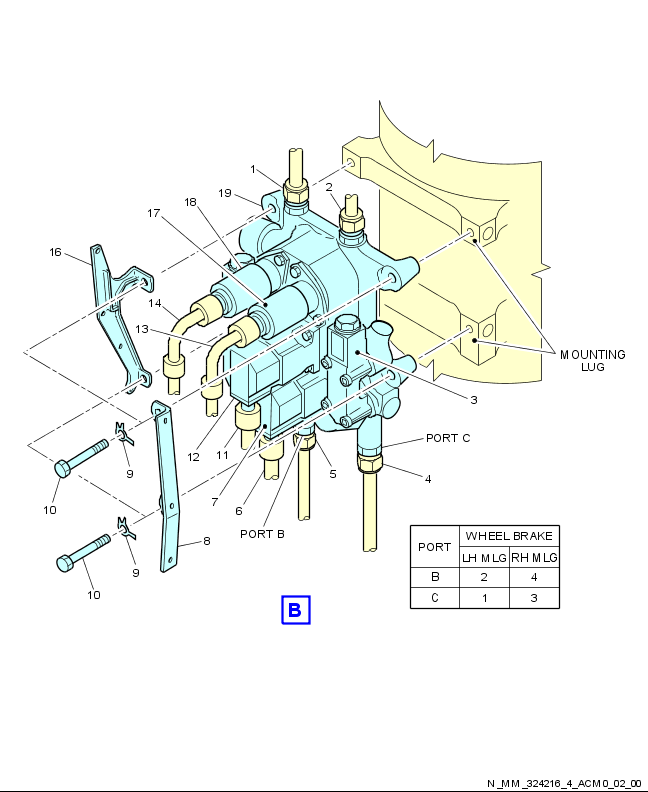 1
2
18
19
17
16
14
13
MOUNTING
LUG
3
PORT C
12
11
5
4
9
7
6
10
PORT B
8
9
10
PORT WHEEL BRAKE
LH MLG RH MLG
B 2 4
C 1 3
B
N_MM_324216_4_ACM0_02_00